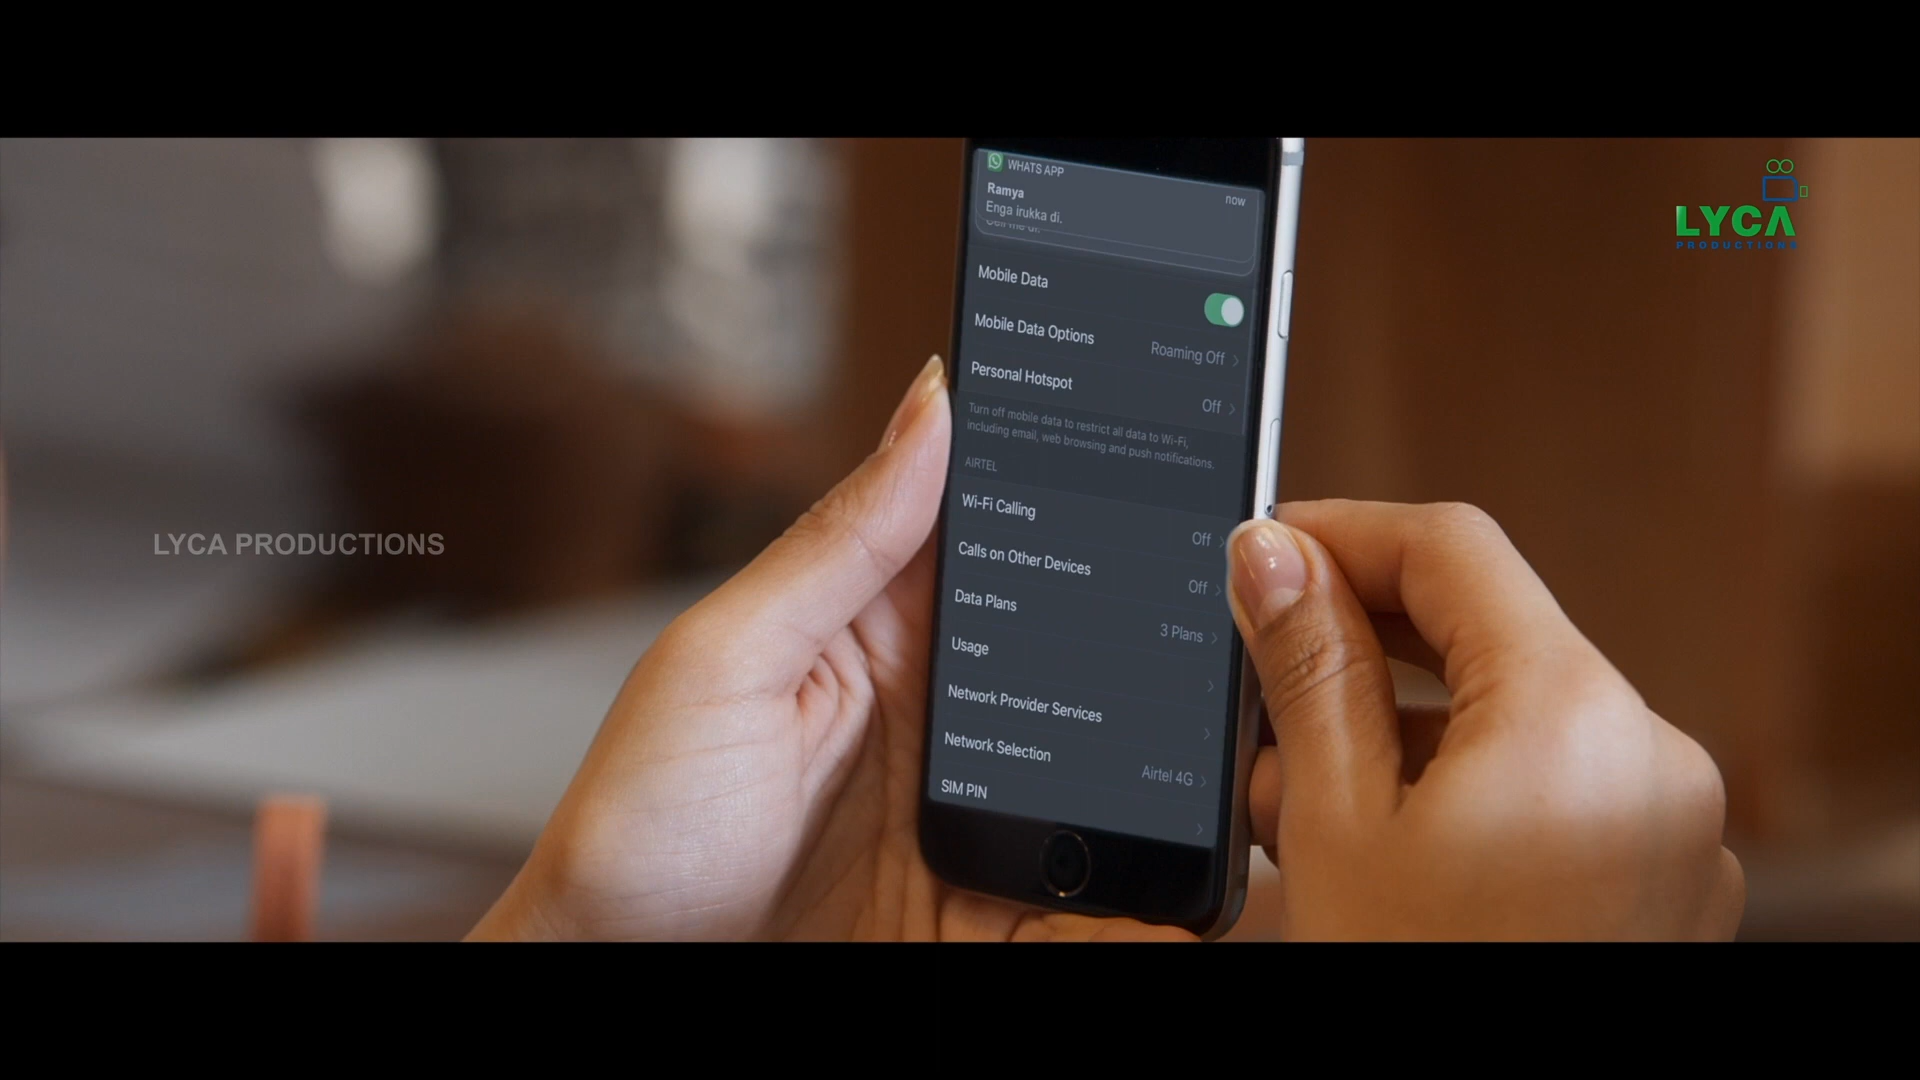 WHATS APP
now
Ramya
Enga irukka di.
Mobile Data
Mobile Data Options
Roaming Off
Personal Hotspot
Off
Turn off mobile data to restrict all data to Wi-Fi,
including email, web browsing and push notifications.
AIRTEL
Wi-Fi Calling
Off
Calls on Other Devices
Off
Data Plans
3 Plans
Usage
Network Provider Services
Network Selection
Airtel 4G
SIM PIN
LYCA PRODUCTIONS
LYCA
PRODUCTIONS